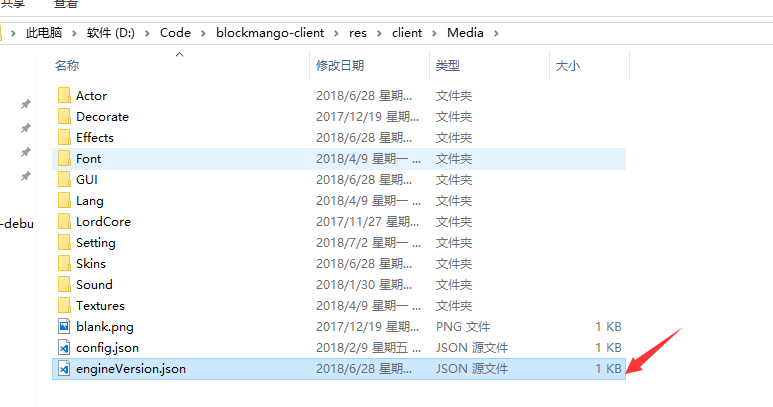 共享 查看
此电脑 > 软件 (D:) > Code > blockmango-client > res > client > Media >
名称 修改日期 类型 大小
Actor 2018/6/28 星期... 文件夹
Decorate 2017/12/19 星期... 文件夹
Effects 2018/6/28 星期... 文件夹
Font 2018/4/9 星期一 ... 文件夹
GUI 2018/6/28 星期... 文件夹
Lang 2018/4/9 星期一 ... 文件夹
-debu LordCore 2017/11/27 星期... 文件夹
Setting 2018/7/2 星期一 ... 文件夹
Skins 2018/6/28 星期... 文件夹
Sound 2018/1/30 星期... 文件夹
Textures 2018/4/9 星期一 ... 文件夹
blank.png 2017/12/19 星期... PNG 文件 1 KB
config.json 2018/2/9 星期五 ... JSON 源文件 1 KB
engineVersion.json 2018/6/28 星期... JSON 源文件 1 KB